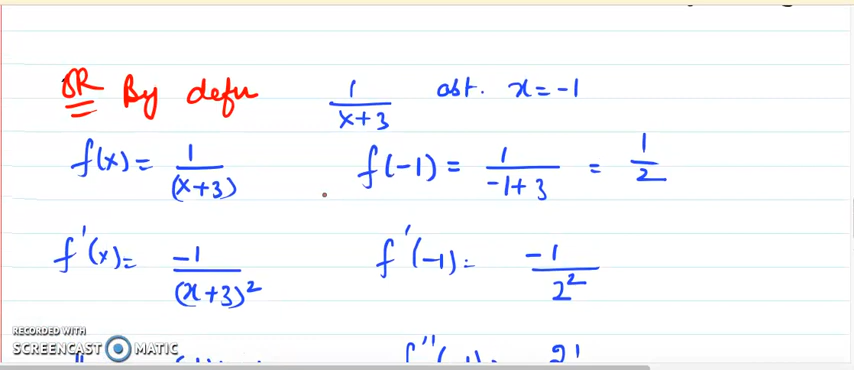 OR By defn 1/(x+3) abt. x = -1
f(x) = 1/(x+3) f(-1) = 1/(-1+3) = 1/2
f'(x) = -1/(x+3)² f'(-1) = -1/2²
RECORDED WITH
SCREENCAST MATIC